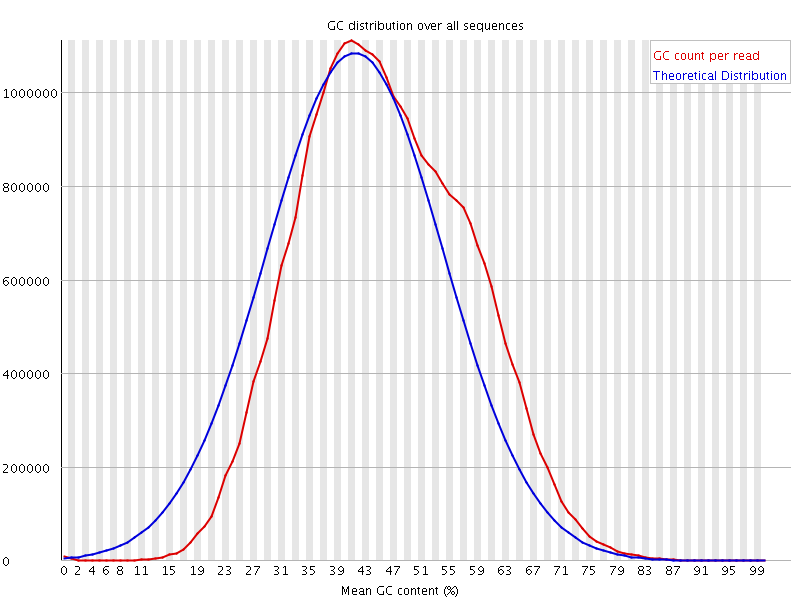 GC distribution over all sequences
GC count per read
Theoretical Distribution
1000000
800000
600000
400000
200000
0
0 2 4 6 8 11 15 19 23 27 31 35 39 43 47 51 55 59 63 67 71 75 79 83 87 91 95 99
Mean GC content (%)